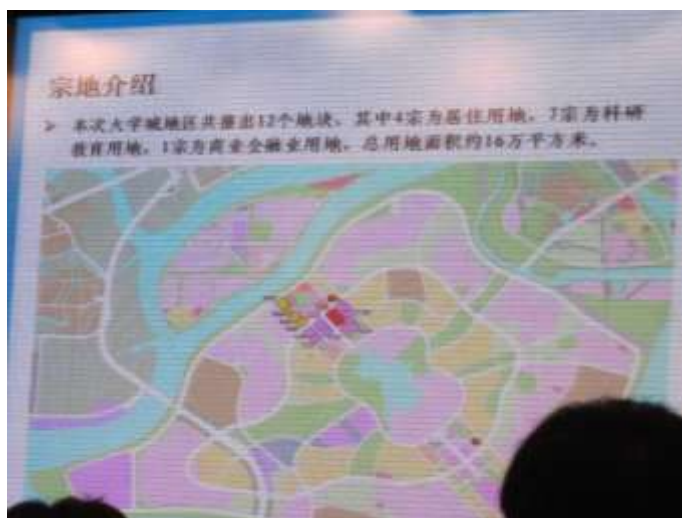 宗地介绍
➢ 本次大学城地区共推出12个地块，其中4宗为居住用地，7宗为科研
教育用地，1宗为商业金融业用地，总用地面积约16万平方米。